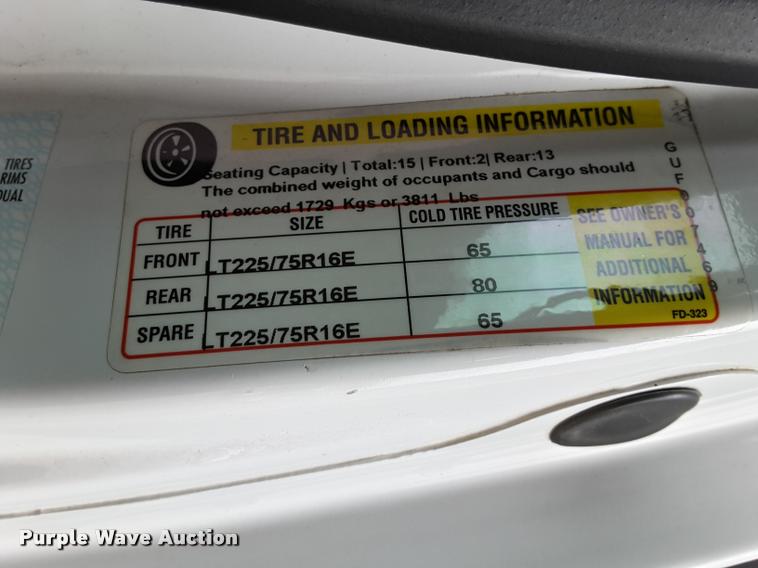 TIRES
RIMS
DUAL
TIRE AND LOADING INFORMATION
Seating Capacity | Total:15 | Front:2| Rear:13
The combined weight of occupants and Cargo should
not exceed 1729 Kgs or 3811 Lbs
TIRE SIZE COLD TIRE PRESSURE
FRONT LT225/75R16E 65
REAR LT225/75R16E 80
SPARE LT225/75R16E 65
SEE OWNER'S
MANUAL FOR
ADDITIONAL
INFORMATION
FD-323
Purple Wave Auction